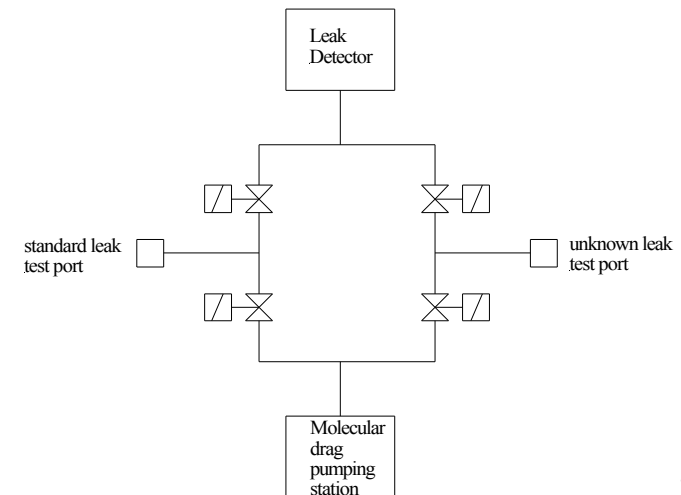 Leak
Detector
standard leak
test port
unknown leak
test port
Molecular
drag
pumping
station